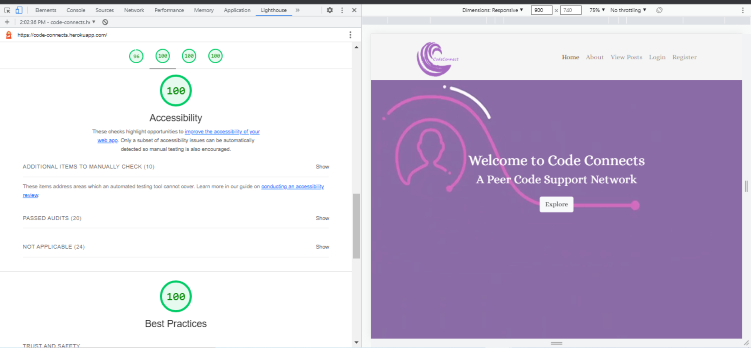 Elements Console Sources Network Performance Memory Application Lighthouse »
2:02:38 PM - code-connects.he
https://code-connects.herokuapp.com/
96 100 100 100
100
Accessibility
These checks highlight opportunities to improve the accessibility of your
web app. Only a subset of accessibility issues can be automatically
detected so manual testing is also encouraged.
ADDITIONAL ITEMS TO MANUALLY CHECK (10) Show
These items address areas which an automated testing tool cannot cover. Learn more in our guide on conducting an accessibility
review.
PASSED AUDITS (20) Show
NOT APPLICABLE (24) Show
100
Best Practices
TRUST AND SAFETY
Dimensions: Responsive ▼ 900 × 740 75% ▼ No throttling ▼
CodeConnect
Home About View Posts Login Register
Welcome to Code Connects
A Peer Code Support Network
Explore